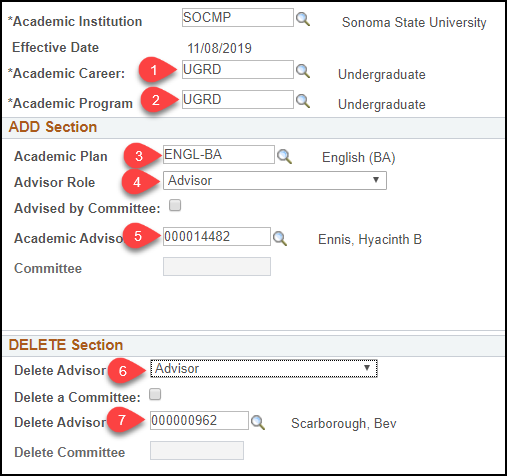 *Academic Institution SOCMP Sonoma State University
Effective Date 11/08/2019
*Academic Career: 1 UGRD Undergraduate
*Academic Program 2 UGRD Undergraduate
ADD Section
Academic Plan 3 ENGL-BA English (BA)
Advisor Role 4 Advisor
Advised by Committee:
Academic Adviso 5 000014482 Ennis, Hyacinth B
Committee
DELETE Section
Delete Advisor 6 Advisor
Delete a Committee:
Delete Advisor 7 000000962 Scarborough, Bev
Delete Committee